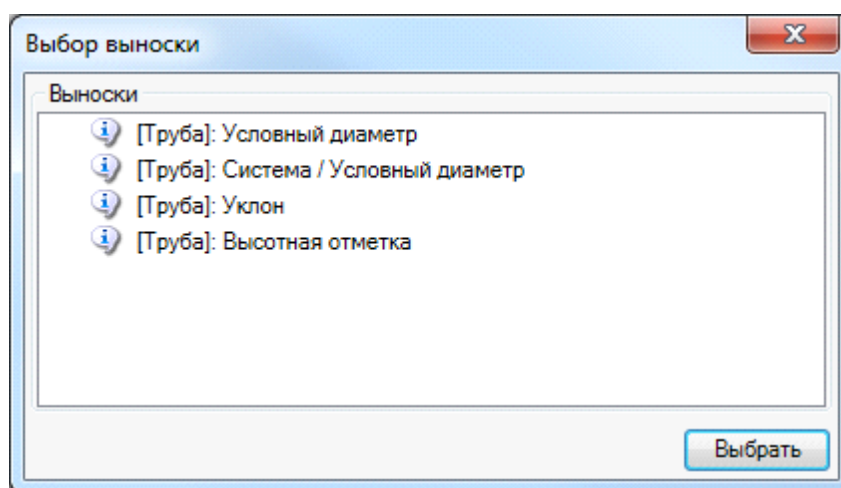 Выбор выноски
Выноски
[Труба]: Условный диаметр
[Труба]: Система / Условный диаметр
[Труба]: Уклон
[Труба]: Высотная отметка
Выбрать